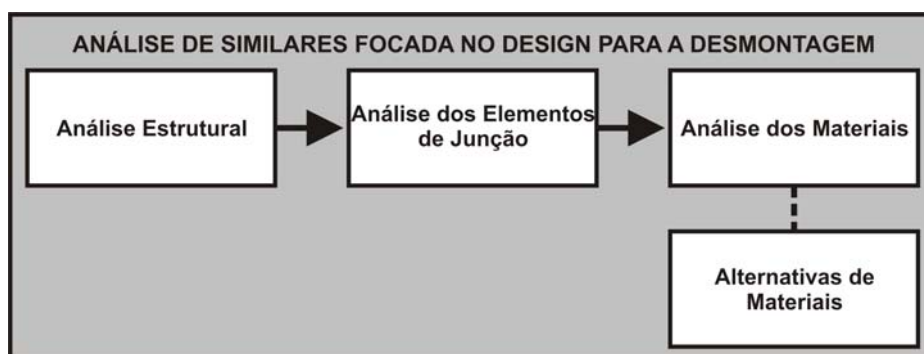 ANÁLISE DE SIMILARES FOCADA NO DESIGN PARA A DESMONTAGEM
Análise Estrutural
Análise dos Elementos
de Junção
Análise dos Materiais
Alternativas de
Materiais